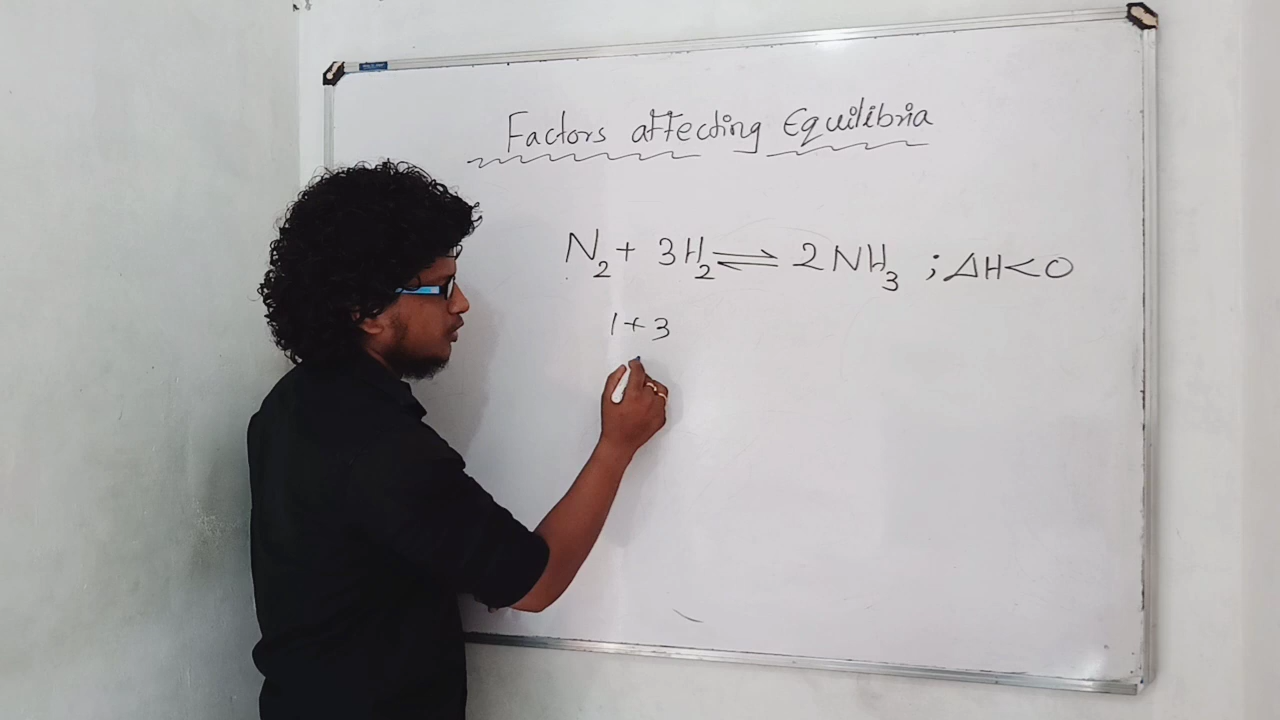 Factors affecting Equilibria
N₂ + 3H₂ ⇌ 2NH₃ ; ΔH<0
1+3